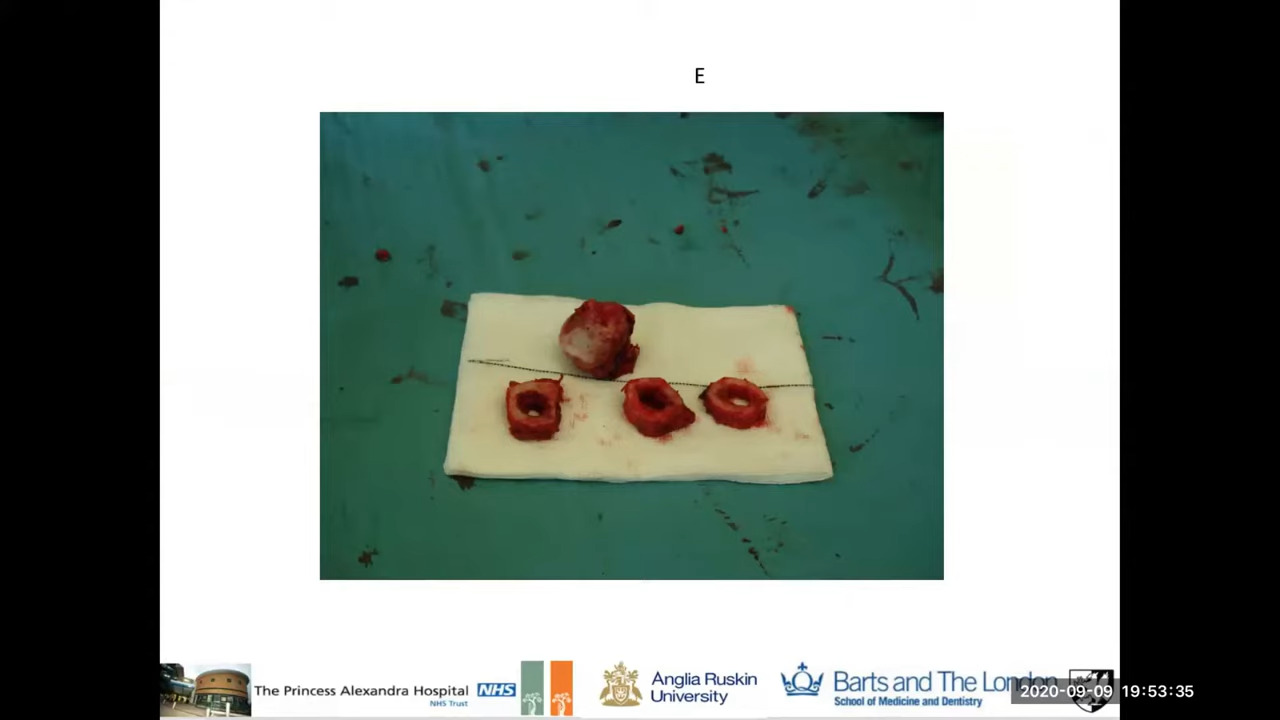 E
The Princess Alexandra Hospital NHS
NHS Trust
Anglia Ruskin
University
Barts and The London
School of Medicine and Dentistry
2020-09-09 19:53:35